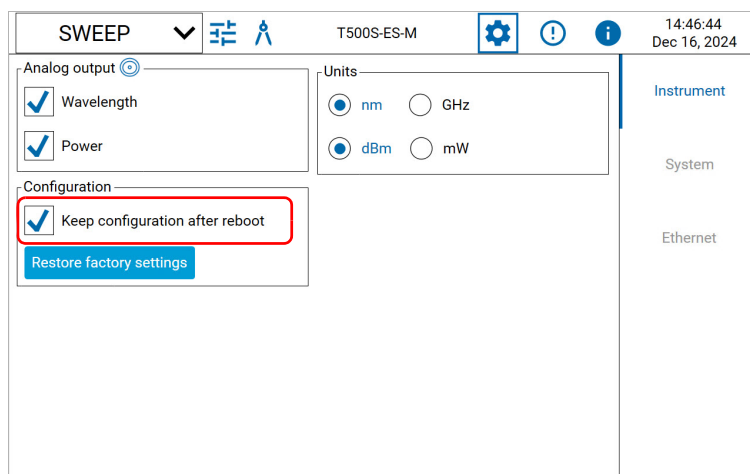 SWEEP
T500S-ES-M
14:46:44
Dec 16, 2024
Analog output
Wavelength
Power
Units
nm GHz
dBm mW
Configuration
Keep configuration after reboot
Restore factory settings
Instrument
System
Ethernet